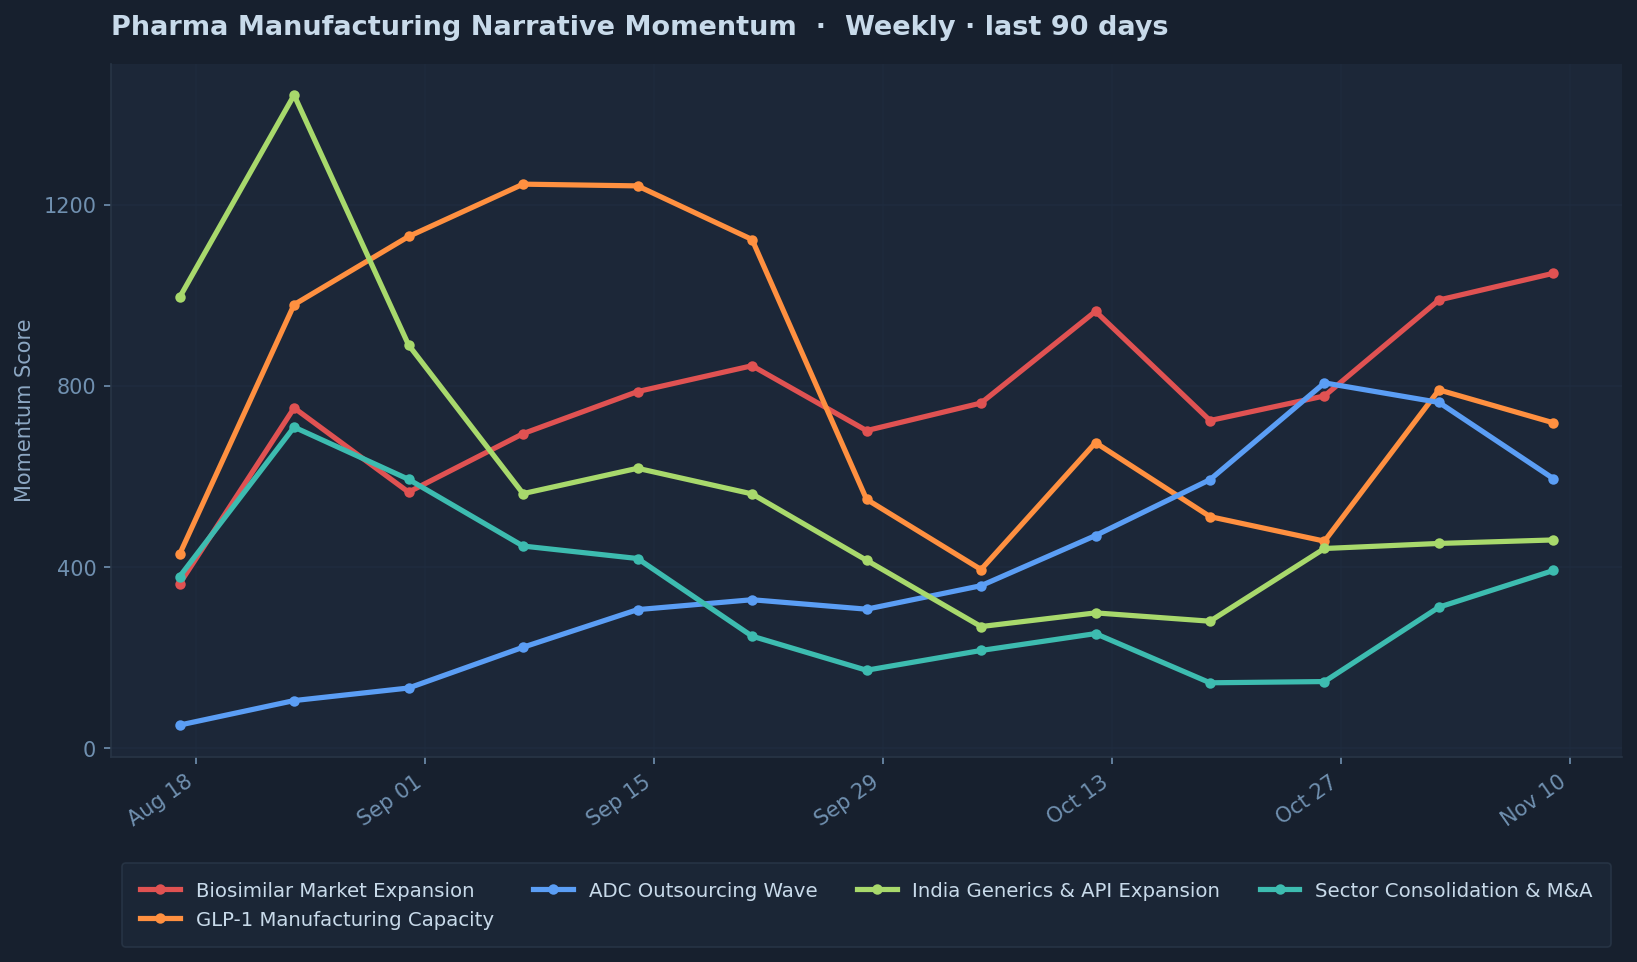 Pharma Manufacturing Narrative Momentum · Weekly · last 90 days
Momentum Score
1200
800
400
0
Aug 18
Sep 01
Sep 15
Sep 29
Oct 13
Oct 27
Nov 10
Biosimilar Market Expansion
GLP-1 Manufacturing Capacity
ADC Outsourcing Wave
India Generics & API Expansion
Sector Consolidation & M&A